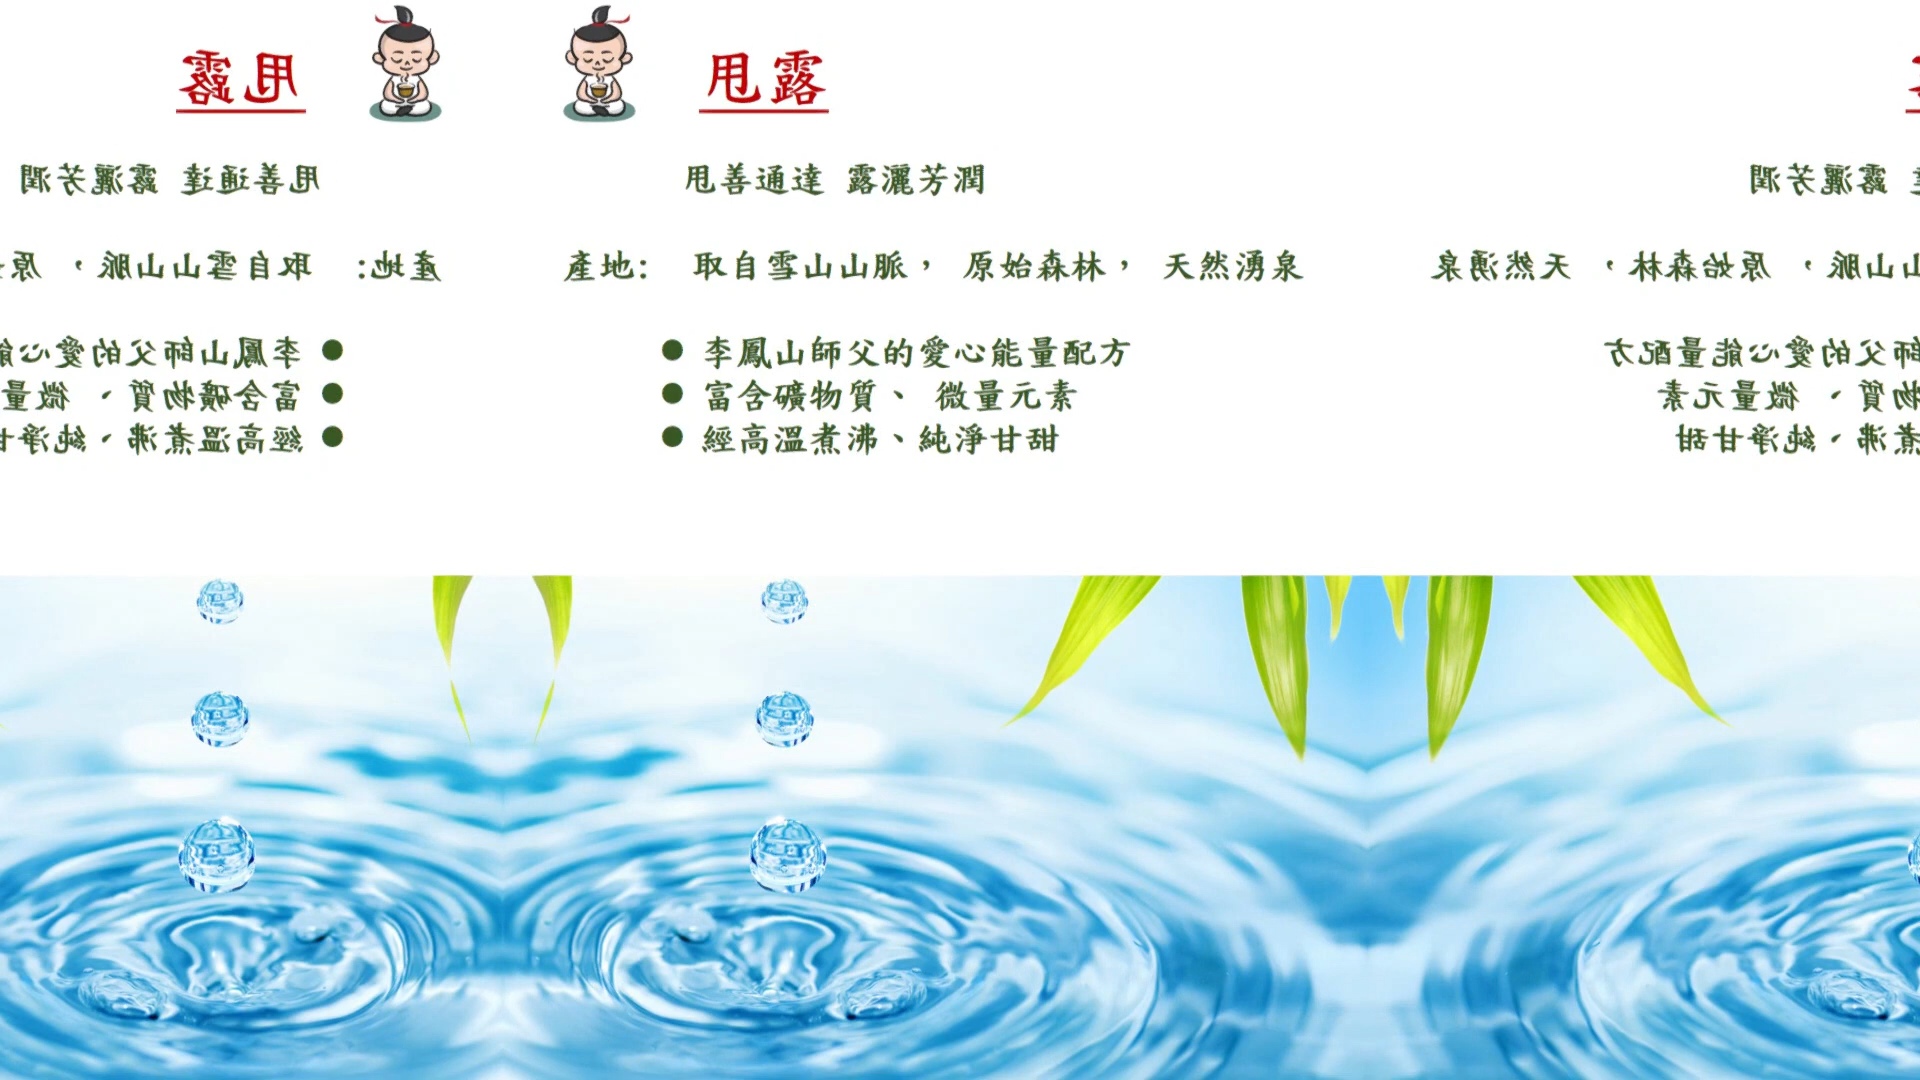 甩露
甩善通達 露灑芳潤
產地: 取自雪山山脈, 原始森林, 天然湧泉
● 李鳳山師父的愛心能量配方
● 富含礦物質、 微量元素
● 經高溫煮沸、純淨甘甜